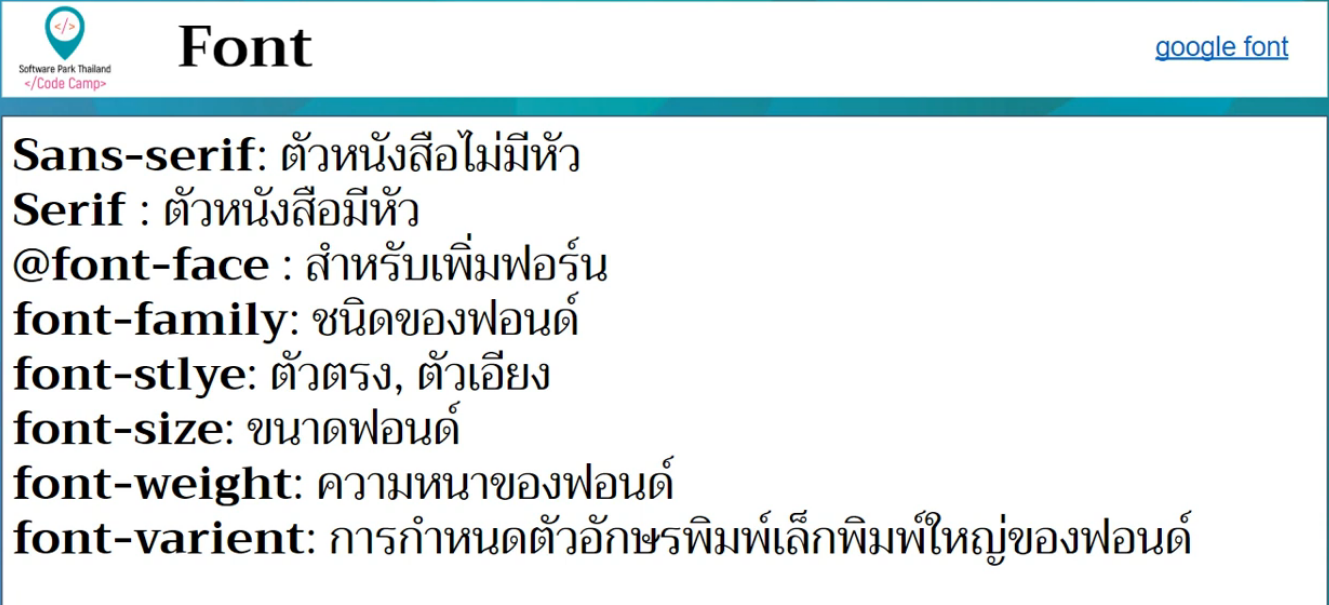 </>
Software Park Thailand
</Code Camp>
Font
google font
Sans-serif: ตัวหนังสือไม่มีหัว
Serif : ตัวหนังสือมีหัว
@font-face : สำหรับเพิ่มฟอร์น
font-family: ชนิดของฟอนด์
font-stlye: ตัวตรง, ตัวเอียง
font-size: ขนาดฟอนด์
font-weight: ความหนาของฟอนด์
font-varient: การกำหนดตัวอักษรพิมพ์เล็กพิมพ์ใหญ่ของฟอนด์